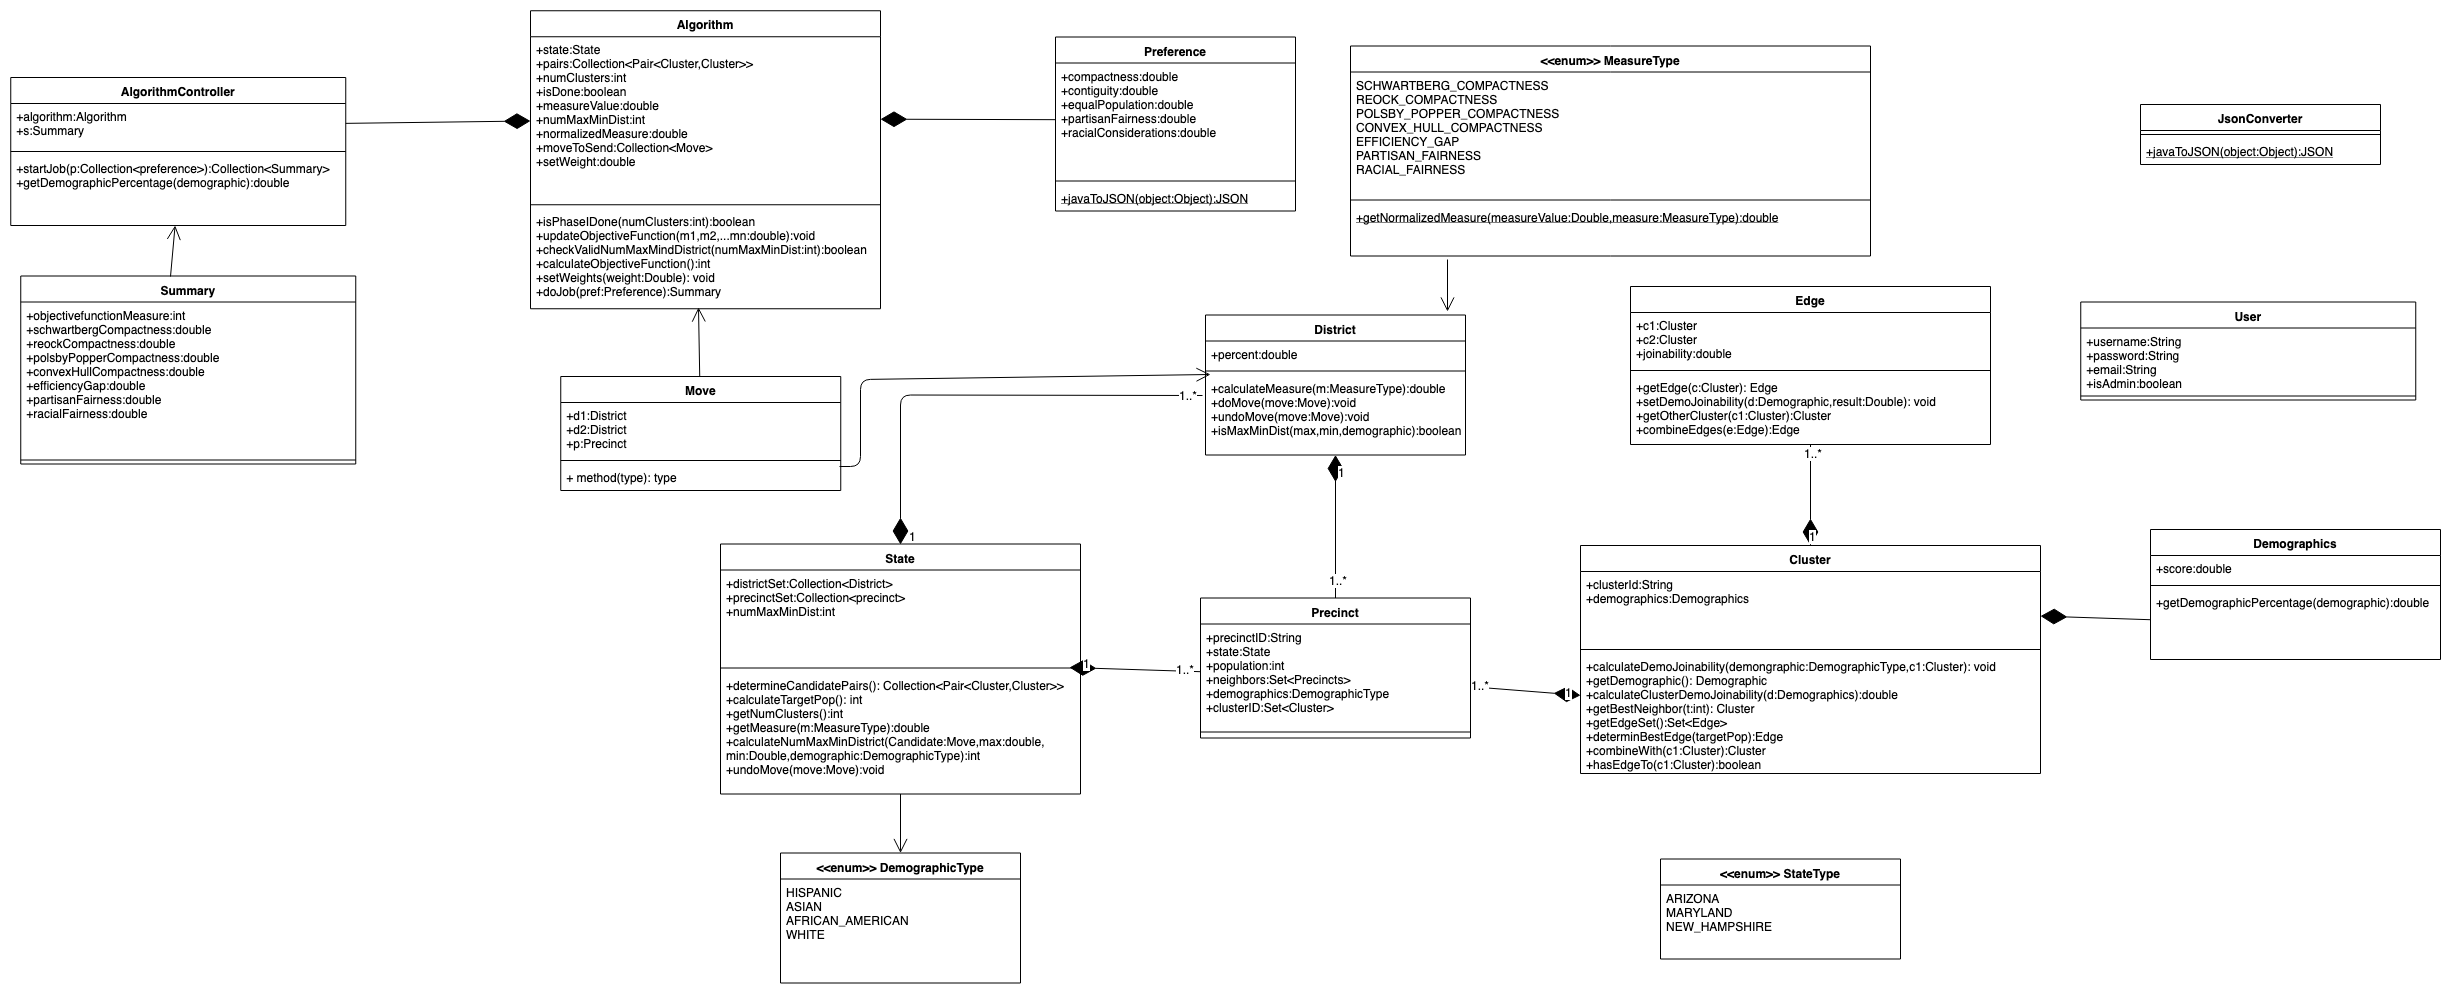 AlgorithmController
+algorithm:Algorithm
+s:Summary
+startJob(p:Collection<preference>):Collection<Summary>
+getDemographicPercentage(demographic):double
Algorithm
+state:State
+pairs:Collection<Pair<Cluster,Cluster>>
+numClusters:int
+isDone:boolean
+measureValue:double
+numMaxMinDist:int
+normalizedMeasure:double
+moveToSend:Collection<Move>
+setWeight:double
+isPhaseIDone(numClusters:int):boolean
+updateObjectiveFunction(m1,m2,...mn:double):void
+checkValidNumMaxMindDistrict(numMaxMinDist:int):boolean
+calculateObjectiveFunction():int
+setWeights(weight:Double): void
+doJob(pref:Preference):Summary
Preference
+compactness:double
+contiguity:double
+equalPopulation:double
+partisanFairness:double
+racialConsiderations:double
+javaToJSON(object:Object):JSON
<<enum>> MeasureType
SCHWARTBERG_COMPACTNESS
REOCK_COMPACTNESS
POLSBY_POPPER_COMPACTNESS
CONVEX_HULL_COMPACTNESS
EFFICIENCY_GAP
PARTISAN_FAIRNESS
RACIAL_FAIRNESS
+getNormalizedMeasure(measureValue:Double,measure:MeasureType):double
JsonConverter
+javaToJSON(object:Object):JSON
Summary
+objectivefunctionMeasure:int
+schwartbergCompactness:double
+reockCompactness:double
+polsbyPopperCompactness:double
+convexHullCompactness:double
+efficiencyGap:double
+partisanFairness:double
+racialFairness:double
Move
+d1:District
+d2:District
+p:Precinct
+ method(type): type
District
+percent:double
+calculateMeasure(m:MeasureType):double
+doMove(move:Move):void
+undoMove(move:Move):void
+isMaxMinDist(max,min,demographic):boolean
1..*
1
1
1..*
Edge
+c1:Cluster
+c2:Cluster
+joinability:double
+getEdge(c:Cluster): Edge
+setDemoJoinability(d:Demographic,result:Double): void
+getOtherCluster(c1:Cluster):Cluster
+combineEdges(e:Edge):Edge
1..*
1
User
+username:String
+password:String
+email:String
+isAdmin:boolean
State
+districtSet:Collection<District>
+precinctSet:Collection<precinct>
+numMaxMinDist:int
+determineCandidatePairs(): Collection<Pair<Cluster,Cluster>>
+calculateTargetPop(): int
+getNumClusters():int
+getMeasure(m:MeasureType):double
+calculateNumMaxMinDistrict(Candidate:Move,max:double,
min:Double,demographic:DemographicType):int
+undoMove(move:Move):void
1
1..*
Precinct
+precinctID:String
+state:State
+population:int
+neighbors:Set<Precincts>
+demographics:DemographicType
+clusterID:Set<Cluster>
1..*
1
Cluster
+clusterId:String
+demographics:Demographics
+calculateDemoJoinability(demongraphic:DemographicType,c1:Cluster): void
+getDemographic(): Demographic
+calculateClusterDemoJoinability(d:Demographics):double
+getBestNeighbor(t:int): Cluster
+getEdgeSet():Set<Edge>
+determinBestEdge(targetPop):Edge
+combineWith(c1:Cluster):Cluster
+hasEdgeTo(c1:Cluster):boolean
Demographics
+score:double
+getDemographicPercentage(demographic):double
<<enum>> DemographicType
HISPANIC
ASIAN
AFRICAN_AMERICAN
WHITE
<<enum>> StateType
ARIZONA
MARYLAND
NEW_HAMPSHIRE